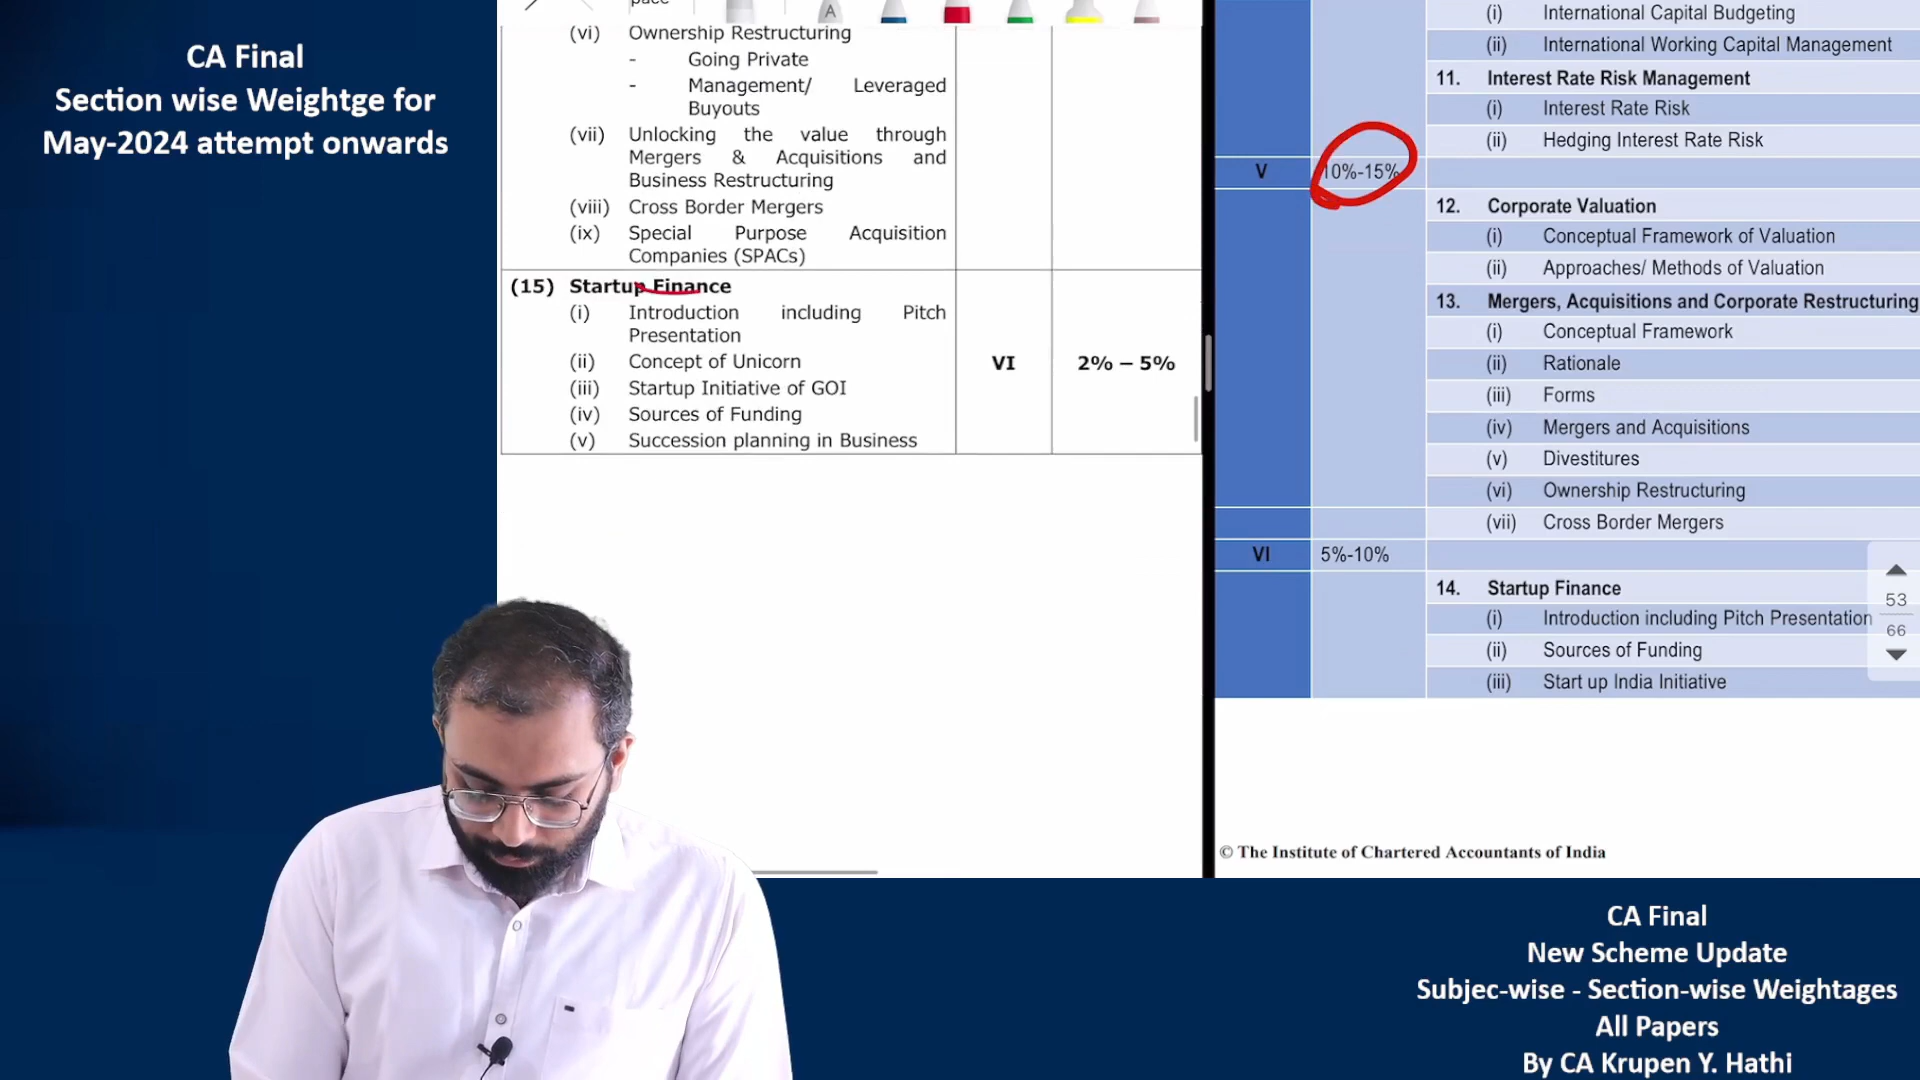 CA Final
Section wise Weightge for
May-2024 attempt onwards
pace
A
(vi) Ownership Restructuring
- Going Private
- Management/ Leveraged
Buyouts
(vii) Unlocking the value through
Mergers & Acquisitions and
Business Restructuring
(viii) Cross Border Mergers
(ix) Special Purpose Acquisition
Companies (SPACs)
(15) Startup Finance
(i) Introduction including Pitch
Presentation
(ii) Concept of Unicorn
VI
2% – 5%
(iii) Startup Initiative of GOI
(iv) Sources of Funding
(v) Succession planning in Business
(i) International Capital Budgeting
(ii) International Working Capital Management
11. Interest Rate Risk Management
(i) Interest Rate Risk
(ii) Hedging Interest Rate Risk
V 10%-15%
12. Corporate Valuation
(i) Conceptual Framework of Valuation
(ii) Approaches/ Methods of Valuation
13. Mergers, Acquisitions and Corporate Restructuring
(i) Conceptual Framework
(ii) Rationale
(iii) Forms
(iv) Mergers and Acquisitions
(v) Divestitures
(vi) Ownership Restructuring
(vii) Cross Border Mergers
VI 5%-10%
14. Startup Finance
(i) Introduction including Pitch Presentation
(ii) Sources of Funding
(iii) Start up India Initiative
53
66
© The Institute of Chartered Accountants of India
CA Final
New Scheme Update
Subjec-wise - Section-wise Weightages
All Papers
By CA Krupen Y. Hathi